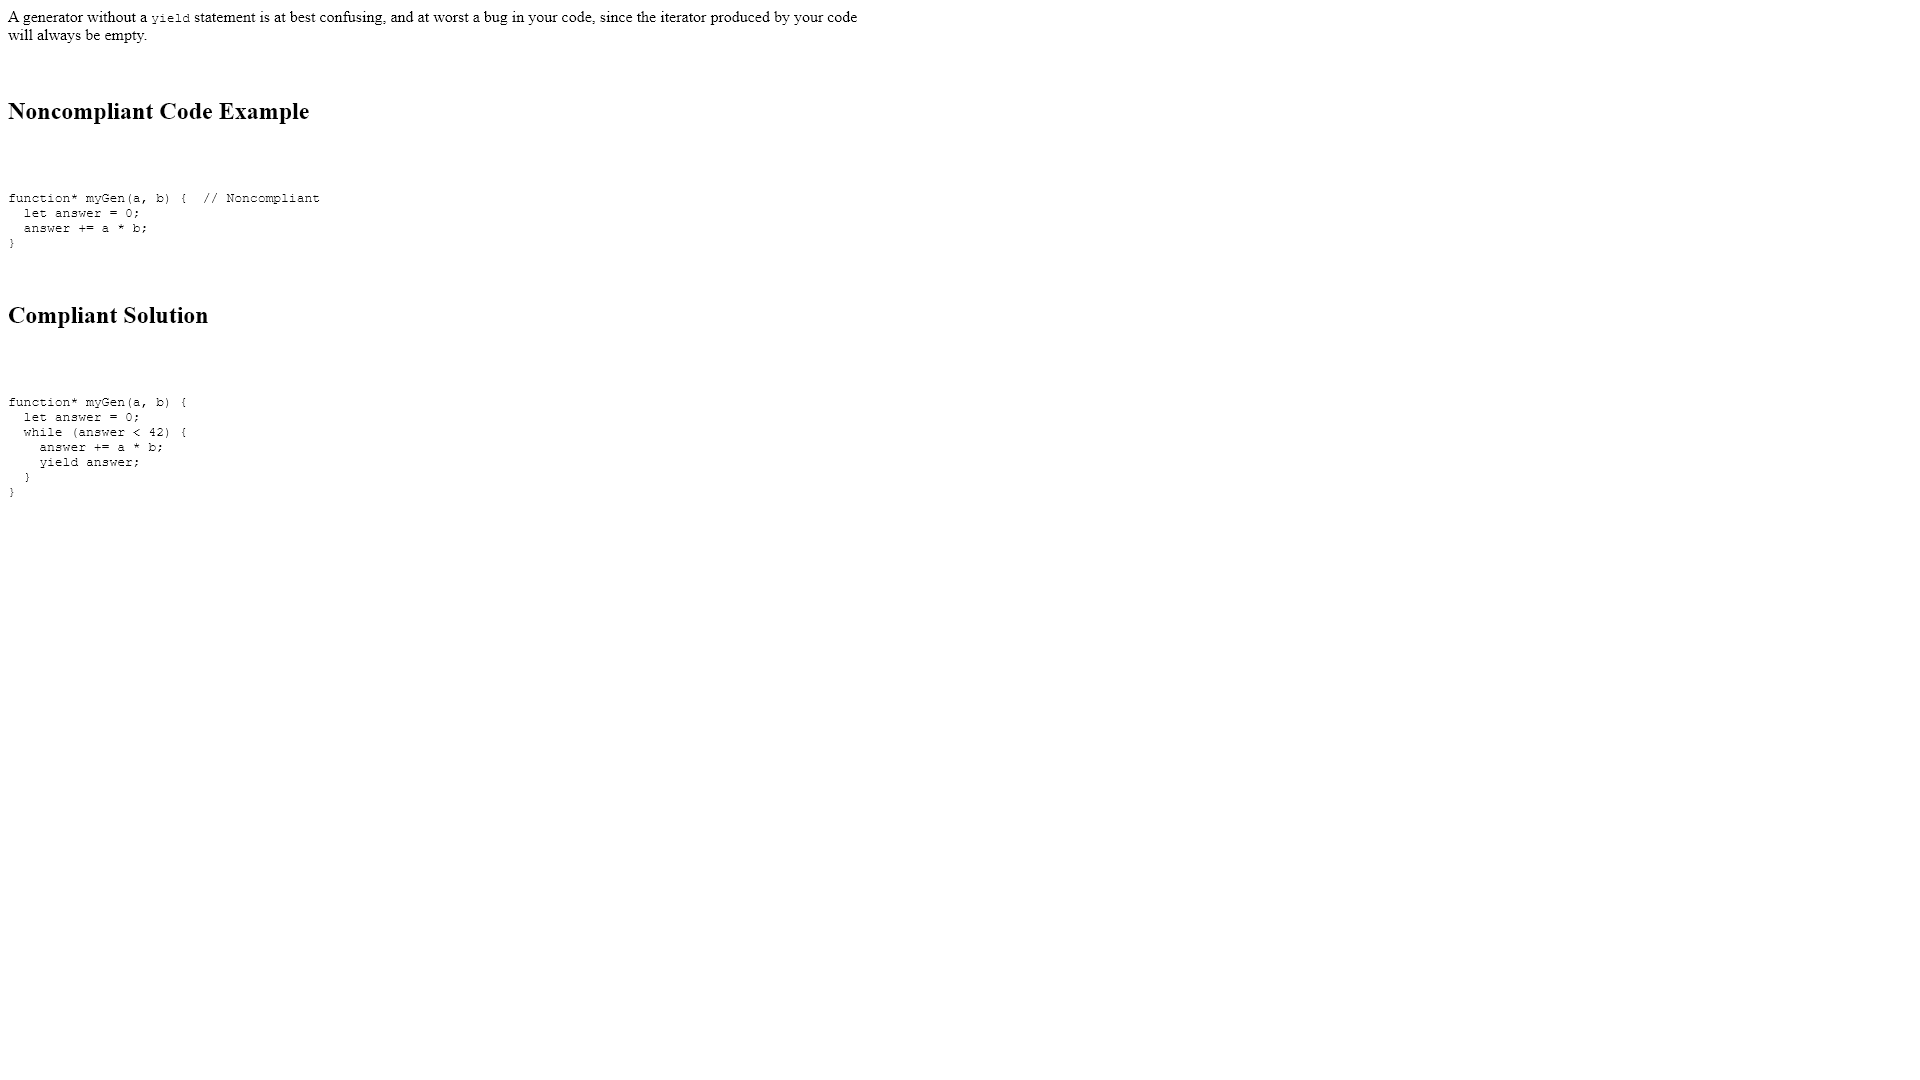 A generator without a yield statement is at best confusing, and at worst a bug in your code, since the iterator produced by your code
will always be empty.
Noncompliant Code Example
function* myGen(a, b) {  // Noncompliant
  let answer = 0;
  answer += a * b;
}
Compliant Solution
function* myGen(a, b) {
  let answer = 0;
  while (answer < 42) {
    answer += a * b;
    yield answer;
  }
}